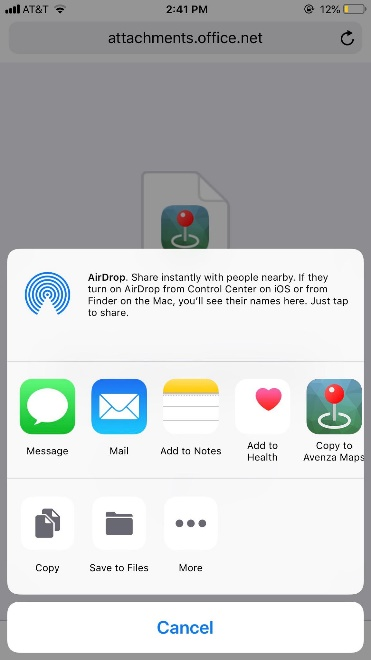 AT&T 2:41 PM 12%
attachments.office.net
AirDrop. Share instantly with people nearby. If they
turn on AirDrop from Control Center on iOS or from
Finder on the Mac, you'll see their names here. Just tap
to share.
Message Mail Add to Notes Add to Health Copy to Avenza Maps
Copy Save to Files More
Cancel